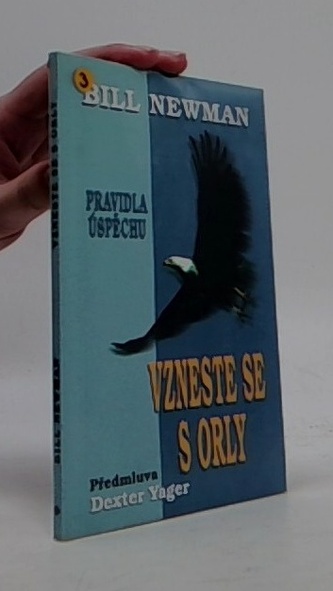 3
BILL NEWMAN
PRAVIDLA
ÚSPĚCHU
VZNESTE SE
S ORLY
Předmluva
Dexter Yager
VZNESTE SE S ORLY
BILL NEWMAN